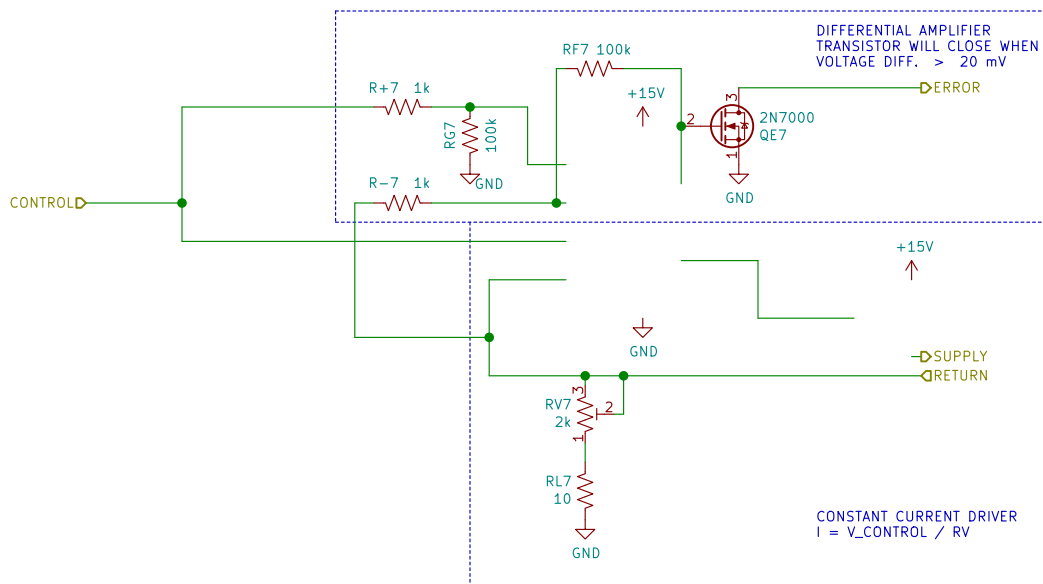 DIFFERENTIAL AMPLIFIER
TRANSISTOR WILL CLOSE WHEN
VOLTAGE DIFF. > 20 mV
RF7 100k
R+7 1k
+15V
3
ERROR
2
2N7000
QE7
RG7
100k
1
R-7 1k
GND
GND
CONTROL
+15V
GND
SUPPLY
RETURN
3
RV7
2k
2
1
RL7
10
GND
CONSTANT CURRENT DRIVER
I = V_CONTROL / RV